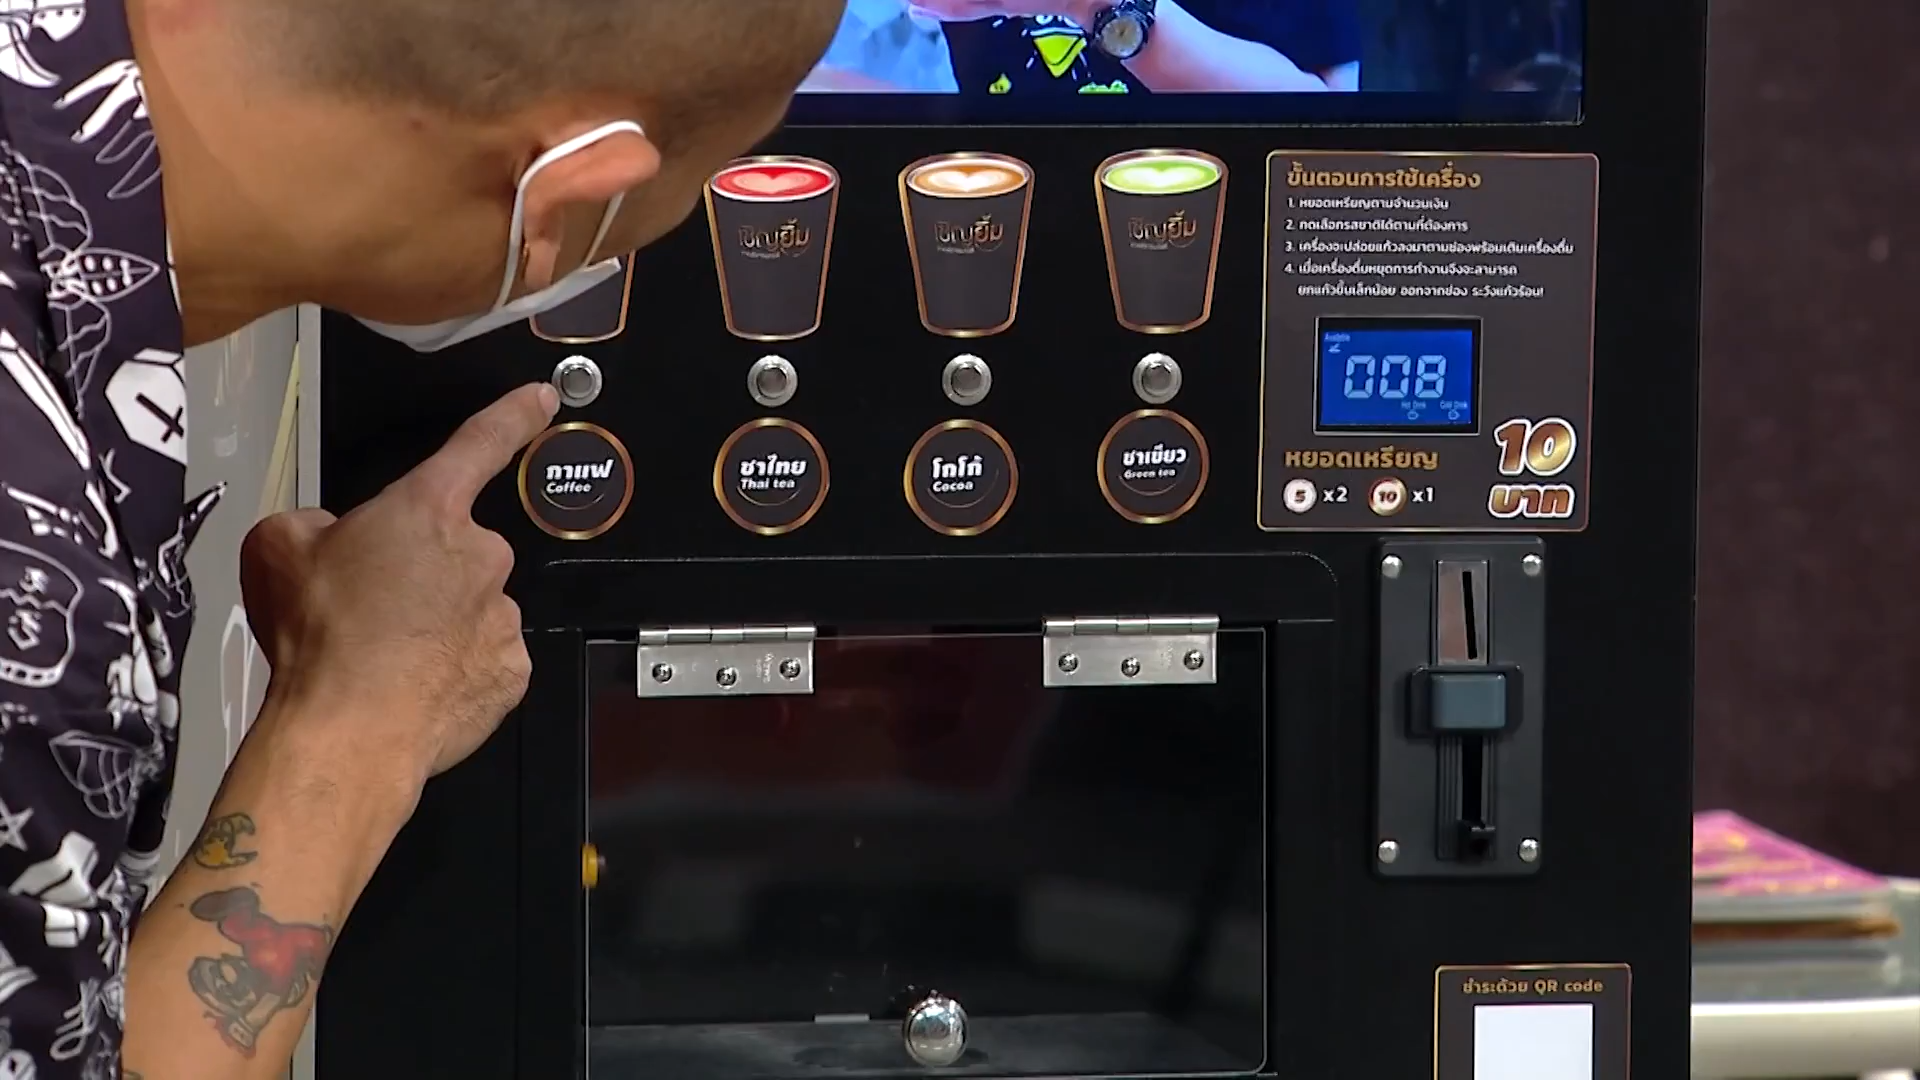 เชิญยิ้ม
เชิญยิ้ม
เชิญยิ้ม
ขั้นตอนการใช้เครื่อง
1. หยอดเหรียญตามจำนวนเงิน
2. กดเลือกรสชาติได้ตามที่ต้องการ
3. เครื่องจะปล่อยแก้วลงมาตามช่องพร้อมเติมเครื่องดื่ม
4. เมื่อเครื่องดื่มหยุดการทำงานจึงจะสามารถ
ยกแก้วขึ้นเล็กน้อย ออกจากช่อง ระวังแก้วร้อน!
Available
008
Hot Drink Cold Drink
หยอดเหรียญ
5 x2 10 x1
10
บาท
กาแฟ
Coffee
ชาไทย
Thai tea
โกโก้
Cocoa
ชาเขียว
Green tea
ชำระด้วย QR code